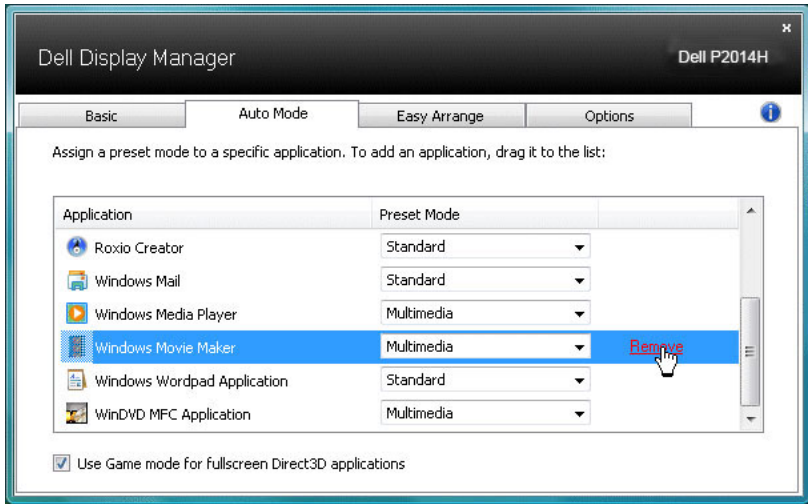 x
Dell Display Manager Dell P2014H
Basic Auto Mode Easy Arrange Options i
Assign a preset mode to a specific application. To add an application, drag it to the list:
Application Preset Mode
Roxio Creator Standard
Windows Mail Standard
Windows Media Player Multimedia
Windows Movie Maker Multimedia Remove
Windows Wordpad Application Standard
WinDVD MFC Application Multimedia
Use Game mode for fullscreen Direct3D applications